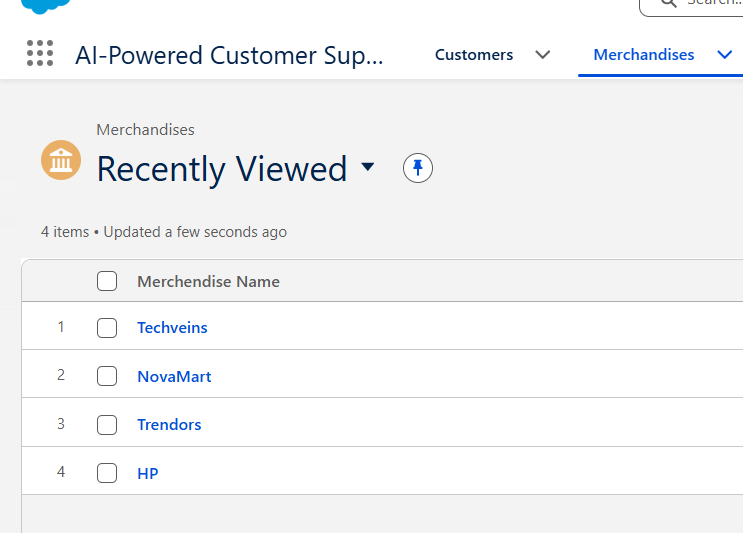 Search...
AI-Powered Customer Sup... Customers Merchandises
Merchandises
Recently Viewed
4 items • Updated a few seconds ago
Merchendise Name
1 Techveins
2 NovaMart
3 Trendors
4 HP